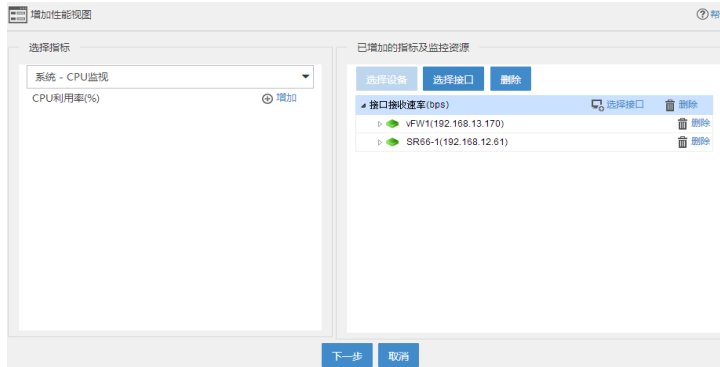 增加性能视图
帮
选择指标
系统 - CPU监视
CPU利用率(%) 增加
已增加的指标及监控资源
选择设备 选择接口 删除
接口接收速率(bps) 选择接口 删除
vFW1(192.168.13.170) 删除
SR66-1(192.168.12.61) 删除
下一步 取消